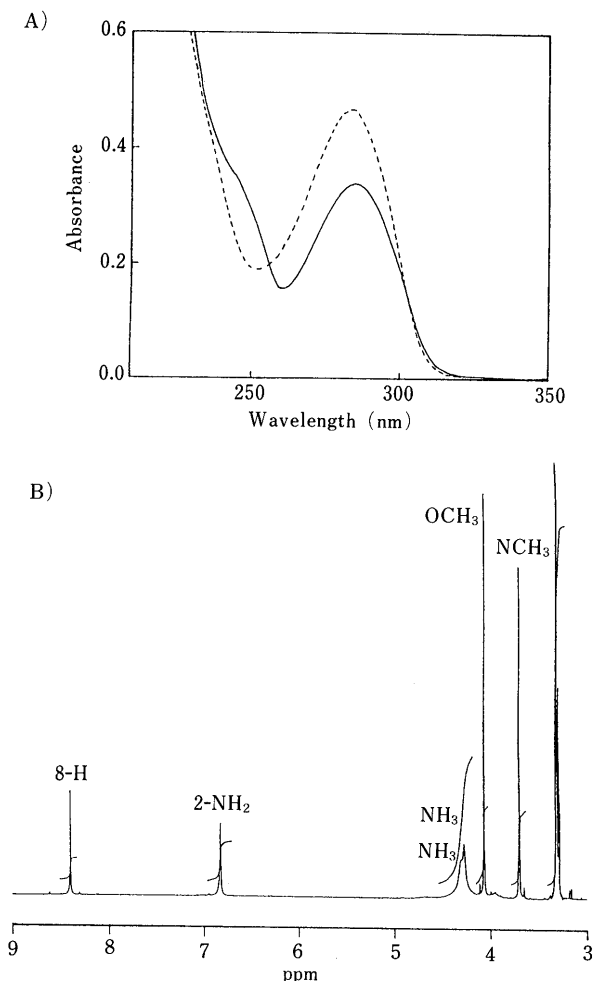 A)
0.6
0.4
0.2
0.0
Absorbance
250
300
350
Wavelength (nm)
B)
OCH₃
NCH₃
8-H
2-NH₂
NH₃
NH₃
9
8
7
6
5
4
3
ppm